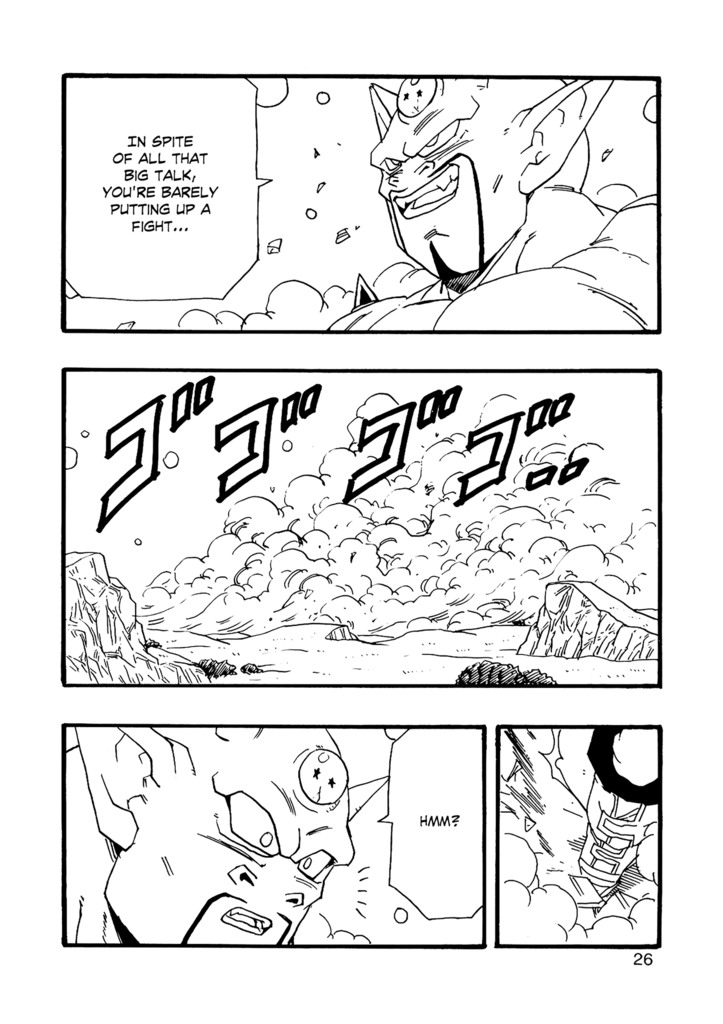 IN SPITE
OF ALL THAT
BIG TALK,
YOU'RE BARELY
PUTTING UP A
FIGHT...
ゴゴゴゴ...
HMM?
26